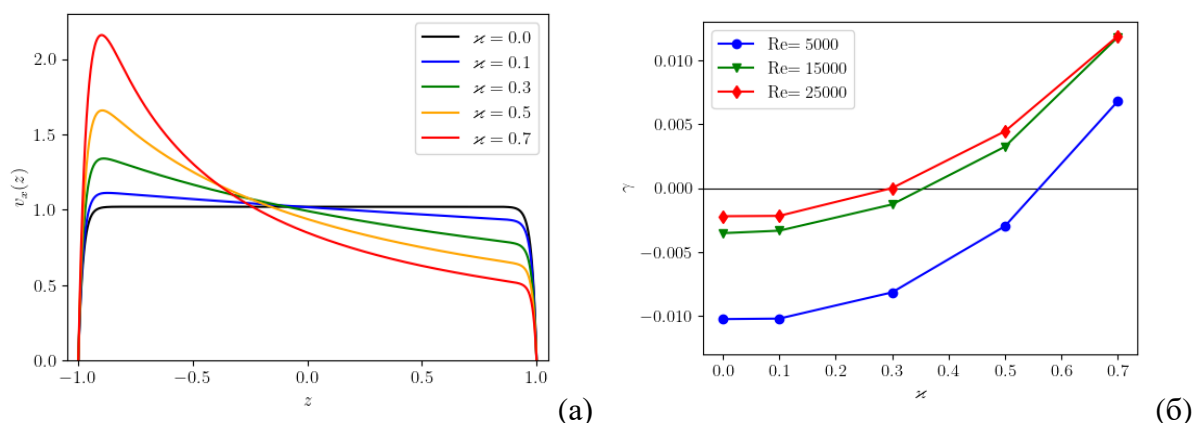 2.0
1.5
1.0
0.5
0.0
−1.0 −0.5 0.0 0.5 1.0
v_x(z)
z
ϰ = 0.0
ϰ = 0.1
ϰ = 0.3
ϰ = 0.5
ϰ = 0.7
(а)
0.010
0.005
0.000
−0.005
−0.010
0.0 0.1 0.2 0.3 0.4 0.5 0.6 0.7
γ
ϰ
Re= 5000
Re= 15000
Re= 25000
(б)